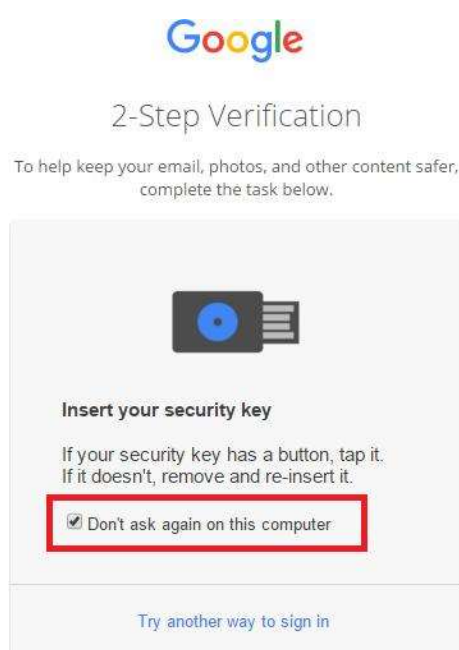 Google
2-Step Verification
To help keep your email, photos, and other content safer,
complete the task below.
Insert your security key
If your security key has a button, tap it.
If it doesn't, remove and re-insert it.
Don't ask again on this computer
Try another way to sign in